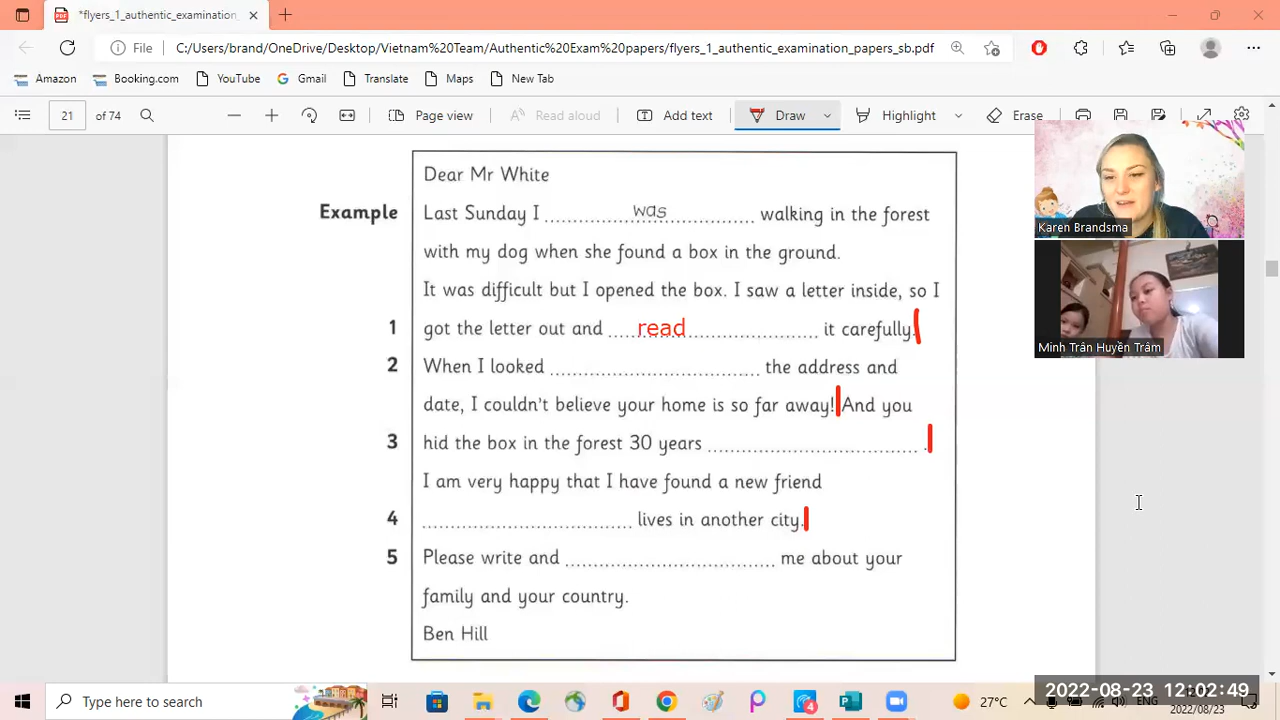 *flyers_1_authentic_examination_
File C:/Users/brand/OneDrive/Desktop/Vietnam%20Team/Authentic%20Exam%20papers/flyers_1_authentic_examination_papers_sb.pdf
Amazon Booking.com YouTube Gmail Translate Maps New Tab
21 of 74 Page view Read aloud Add text Draw Highlight Erase
Dear Mr White
Example Last Sunday I was walking in the forest
with my dog when she found a box in the ground.
It was difficult but I opened the box. I saw a letter inside, so I
1 got the letter out and read it carefully.
2 When I looked .......... the address and
date, I couldn't believe your home is so far away! And you
3 hid the box in the forest 30 years .......... .
I am very happy that I have found a new friend
4 .......... lives in another city.
5 Please write and .......... me about your
family and your country.
Ben Hill
Karen Brandsma
Minh Trân Huyền Trâm
Type here to search 4 27°C ENG
2022-08-23 12:02:49
2022/08/23